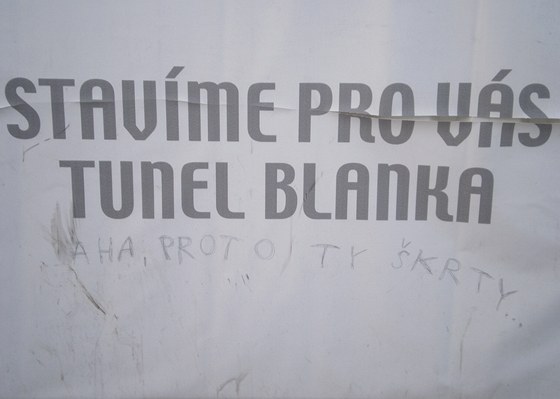 STAVÍME PRO VÁS
TUNEL BLANKA
AHA, PROTO TY ŠKRTY...